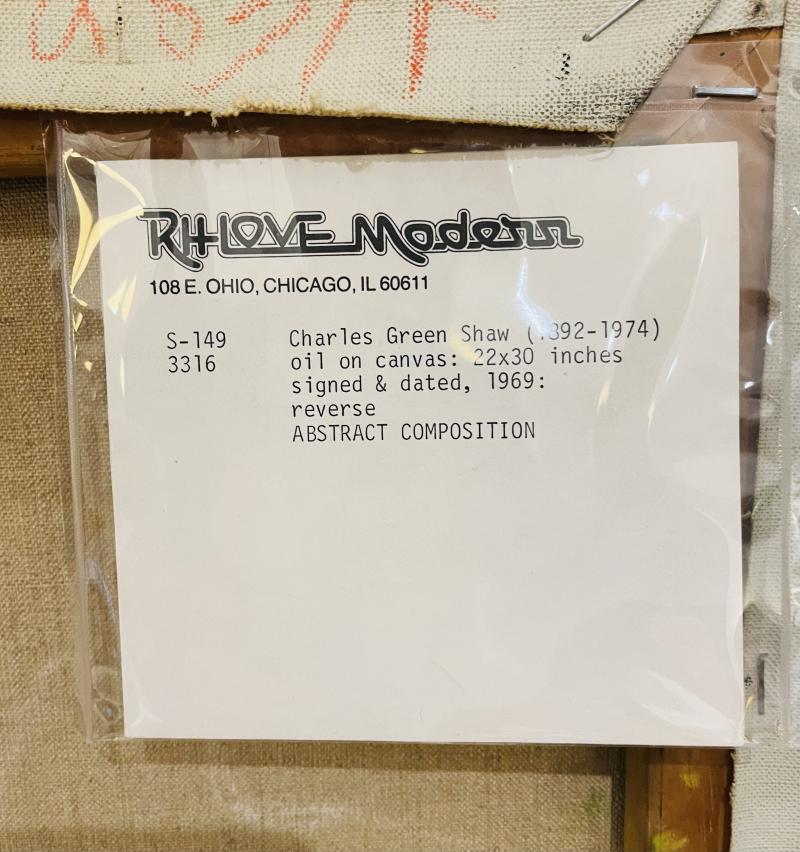 RH LOVE Modern
108 E. OHIO, CHICAGO, IL 60611
S-149 Charles Green Shaw (1892-1974)
3316 oil on canvas: 22x30 inches
signed & dated, 1969:
reverse
ABSTRACT COMPOSITION